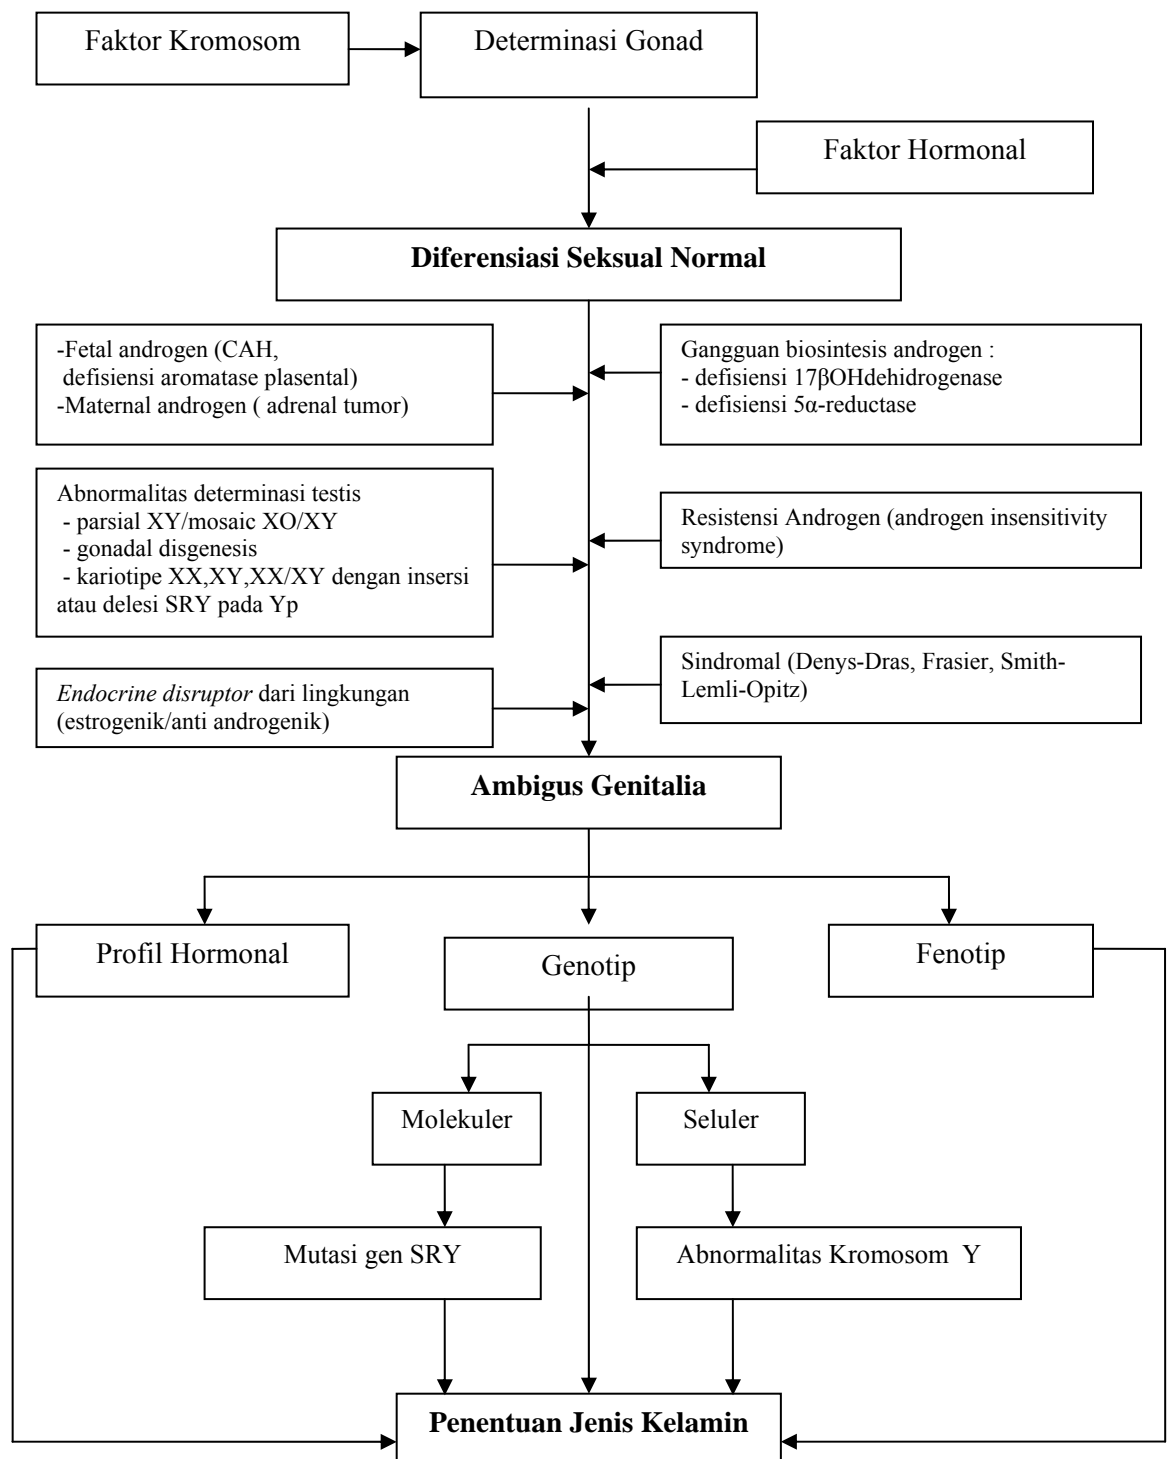 Faktor Kromosom
Determinasi Gonad
Faktor Hormonal
Diferensiasi Seksual Normal
-Fetal androgen (CAH,
defisiensi aromatase plasental)
-Maternal androgen ( adrenal tumor)
Gangguan biosintesis androgen :
- defisiensi 17βOHdehidrogenase
- defisiensi 5α-reductase
Abnormalitas determinasi testis
- parsial XY/mosaic XO/XY
- gonadal disgenesis
- kariotipe XX,XY,XX/XY dengan insersi
atau delesi SRY pada Yp
Resistensi Androgen (androgen insensitivity
syndrome)
Endocrine disruptor dari lingkungan
(estrogenik/anti androgenik)
Sindromal (Denys-Dras, Frasier, Smith-
Lemli-Opitz)
Ambigus Genitalia
Profil Hormonal
Genotip
Fenotip
Molekuler
Seluler
Mutasi gen SRY
Abnormalitas Kromosom  Y
Penentuan Jenis Kelamin